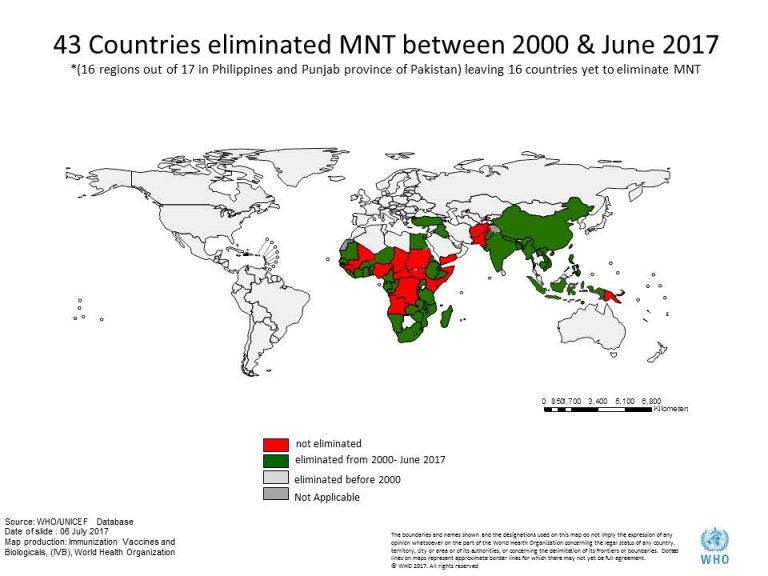 43 Countries eliminated MNT between 2000 & June 2017
*(16 regions out of 17 in Philippines and Punjab province of Pakistan) leaving 16 countries yet to eliminate MNT
0 850 1,700 3,400 5,100 6,800
Kilometers
not eliminated
eliminated from 2000- June 2017
eliminated before 2000
Not Applicable
Source: WHO/UNICEF Database
Date of slide : 06 July 2017
Map production: Immunization Vaccines and
Biologicals, (IVB), World Health Organization
The boundaries and names shown and the designations used on this map do not imply the expression of any
opinion whatsoever on the part of the World Health Organization concerning the legal status of any country,
territory, city or area or of its authorities, or concerning the delimitation of its frontiers or boundaries. Dotted
lines on maps represent approximate border lines for which there may not yet be full agreement.
© WHO 2017. All rights reserved
WHO